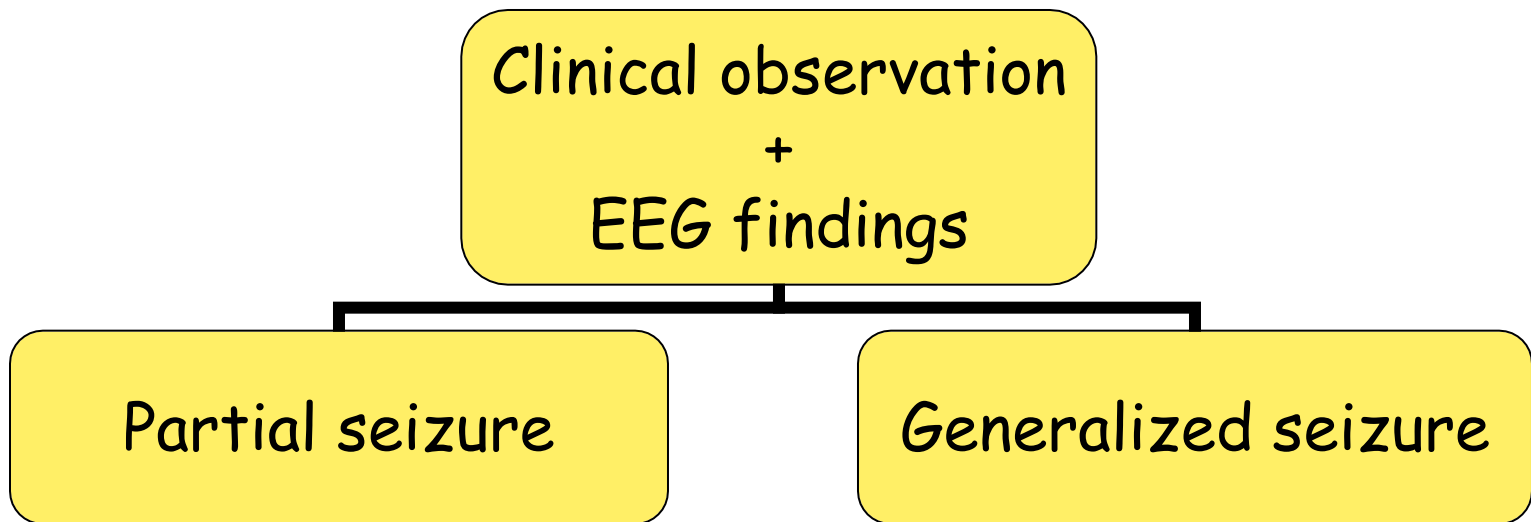 Clinical observation
+
EEG findings
Partial seizure
Generalized seizure